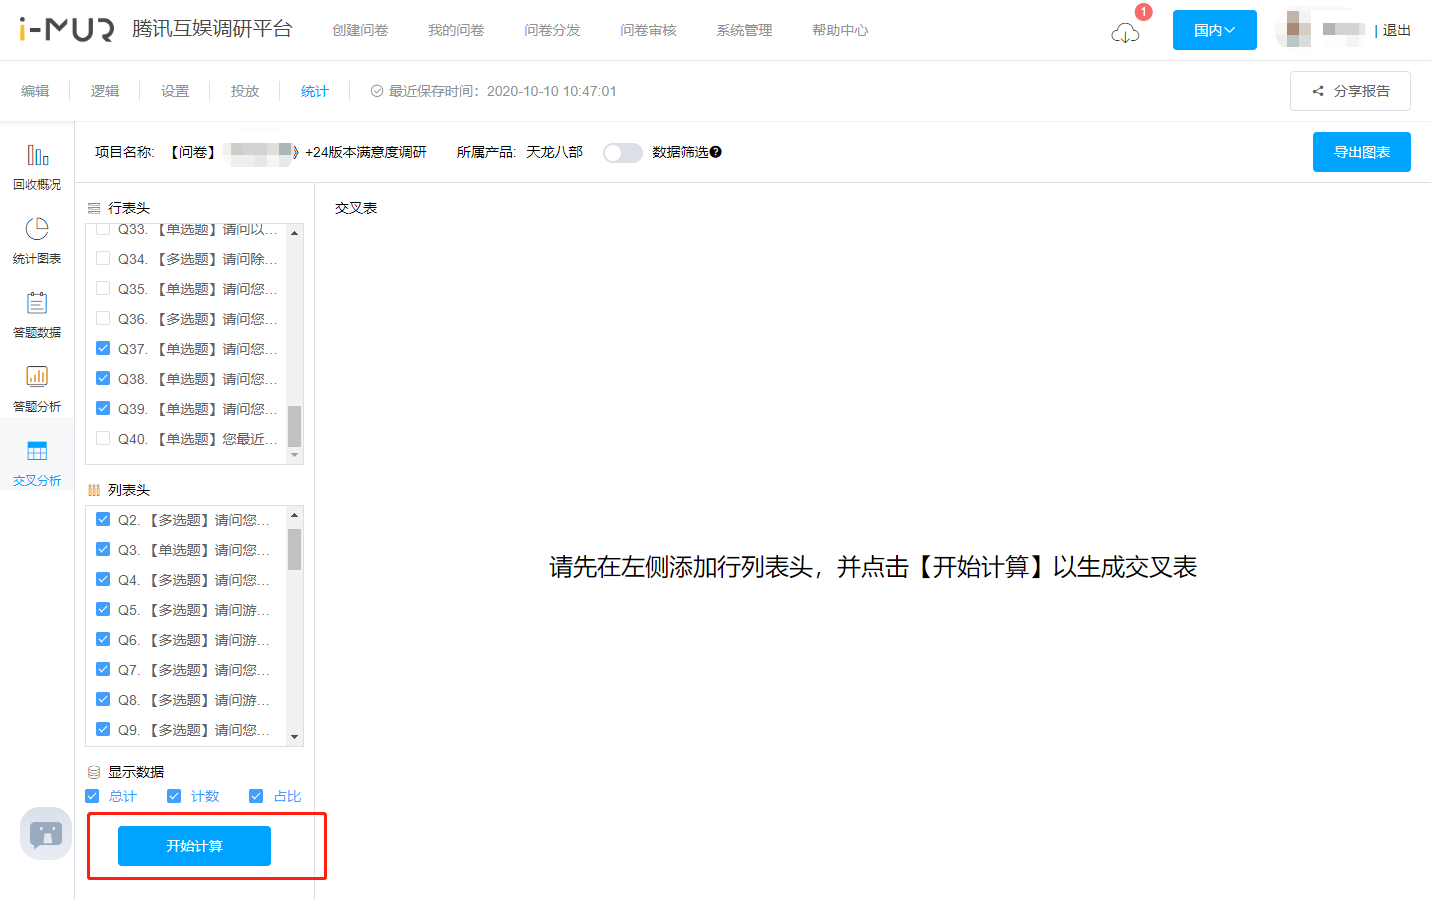 i-MUR 腾讯互娱调研平台 创建问卷 我的问卷 问卷分发 问卷审核 系统管理 帮助中心 1 国内 | 退出
编辑 逻辑 设置 投放 统计 最近保存时间：2020-10-10 10:47:01 分享报告
项目名称: 【问卷】 》+24版本满意度调研 所属产品: 天龙八部 数据筛选? 导出图表
回收概况
统计图表
答题数据
答题分析
交叉分析
行表头
Q33. 【单选题】请问以...
Q34. 【多选题】请问除...
Q35. 【单选题】请问您...
Q36. 【多选题】请问您...
Q37. 【单选题】请问您...
Q38. 【单选题】请问您...
Q39. 【单选题】请问您...
Q40. 【单选题】您最近...
列表头
Q2. 【多选题】请问您...
Q3. 【单选题】请问您...
Q4. 【多选题】请问您...
Q5. 【多选题】请问游...
Q6. 【多选题】请问游...
Q7. 【多选题】请问您...
Q8. 【多选题】请问游...
Q9. 【多选题】请问您...
显示数据
总计 计数 占比
开始计算
交叉表
请先在左侧添加行列表头，并点击【开始计算】以生成交叉表